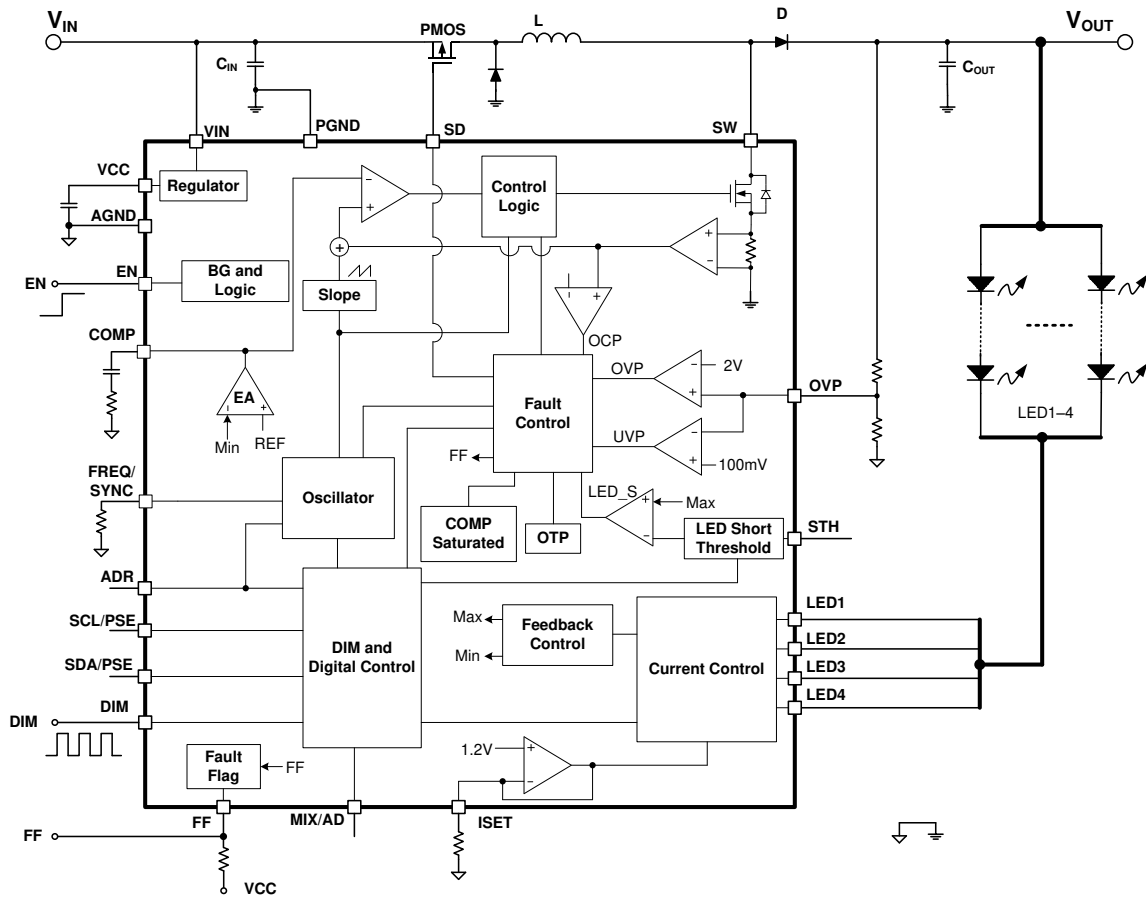 VIN
PMOS
L
D
VOUT
CIN
COUT
VIN
PGND
SD
SW
VCC
Regulator
Control
Logic
−
+
AGND
+
+
−
EN
EN
BG and
Logic
Slope
−
+
OCP
COMP
EA
−
+
Min
REF
OVP
−
2V
+
OVP
Fault
Control
UVP
−
+
100mV
FF
LED1–4
FREQ/
SYNC
Oscillator
COMP
Saturated
OTP
LED_S
+
−
Max
LED Short
Threshold
STH
ADR
SCL/PSE
SDA/PSE
DIM
DIM
DIM and
Digital Control
Max
Min
Feedback
Control
Current Control
LED1
LED2
LED3
LED4
1.2V
+
−
Fault
Flag
FF
FF
MIX/AD
ISET
FF
VCC